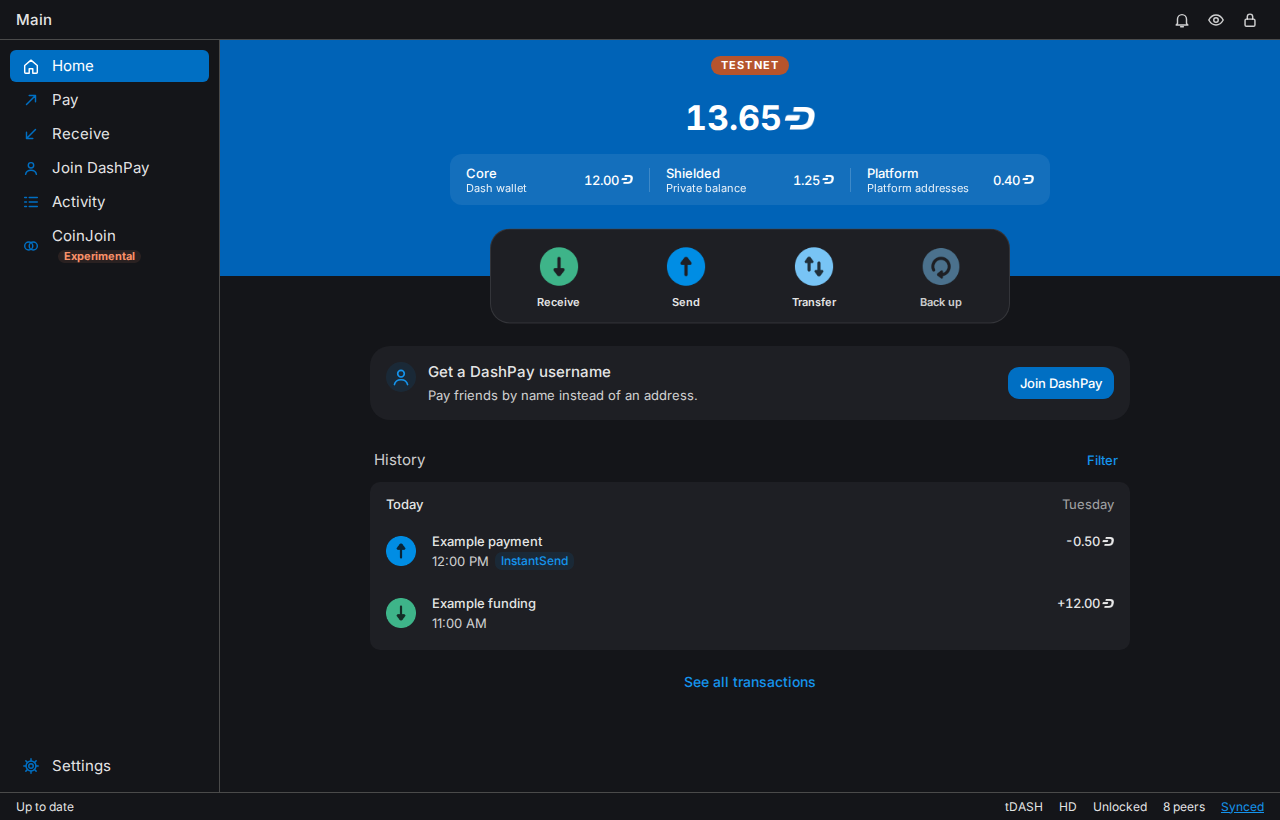 Main
Home
Pay
Receive
Join DashPay
Activity
CoinJoin
Experimental
Settings
TESTNET
13.65
Core
Dash wallet
12.00
Shielded
Private balance
1.25
Platform
Platform addresses
0.40
Receive
Send
Transfer
Back up
Get a DashPay username
Pay friends by name instead of an address.
Join DashPay
History
Filter
Today
Tuesday
Example payment
-0.50
12:00 PM InstantSend
Example funding
+12.00
11:00 AM
See all transactions
Up to date
tDASH HD Unlocked 8 peers Synced